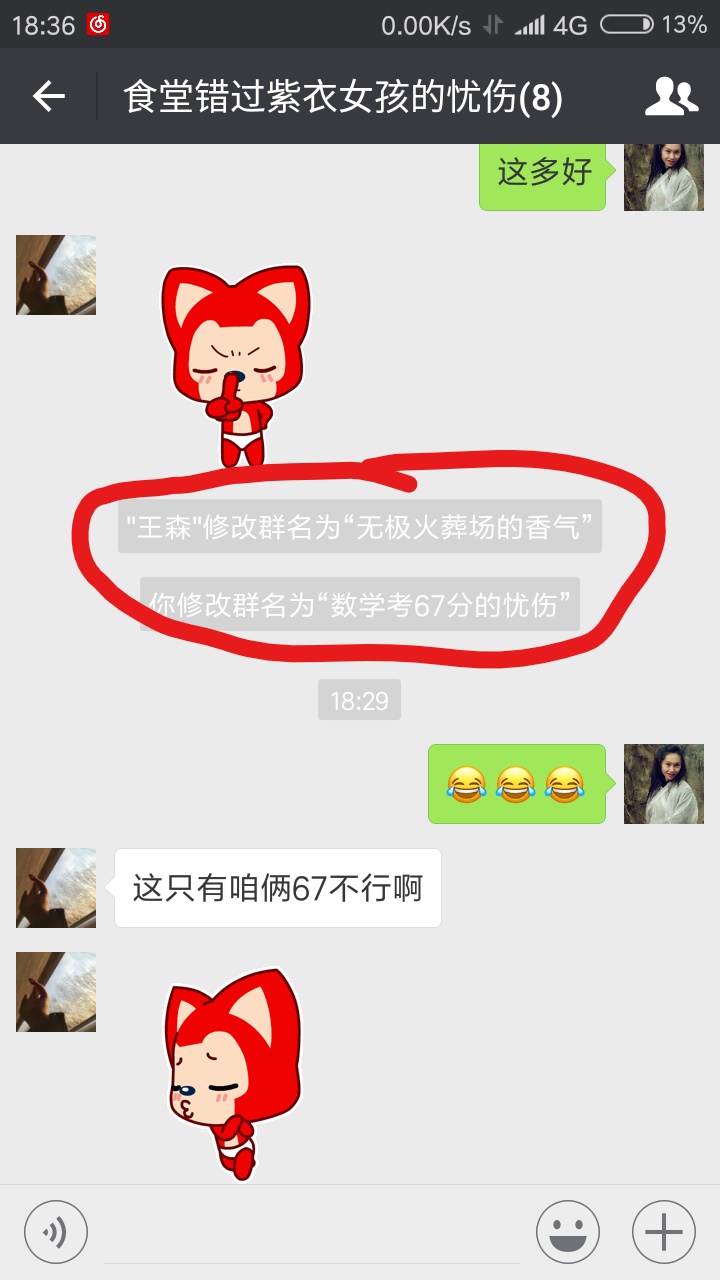 18:36 0.00K/s 4G 13%
食堂错过紫衣女孩的忧伤(8)
这多好
"王森"修改群名为“无极火葬场的香气”
你修改群名为“数学考67分的忧伤”
18:29
这只有咱俩67不行啊